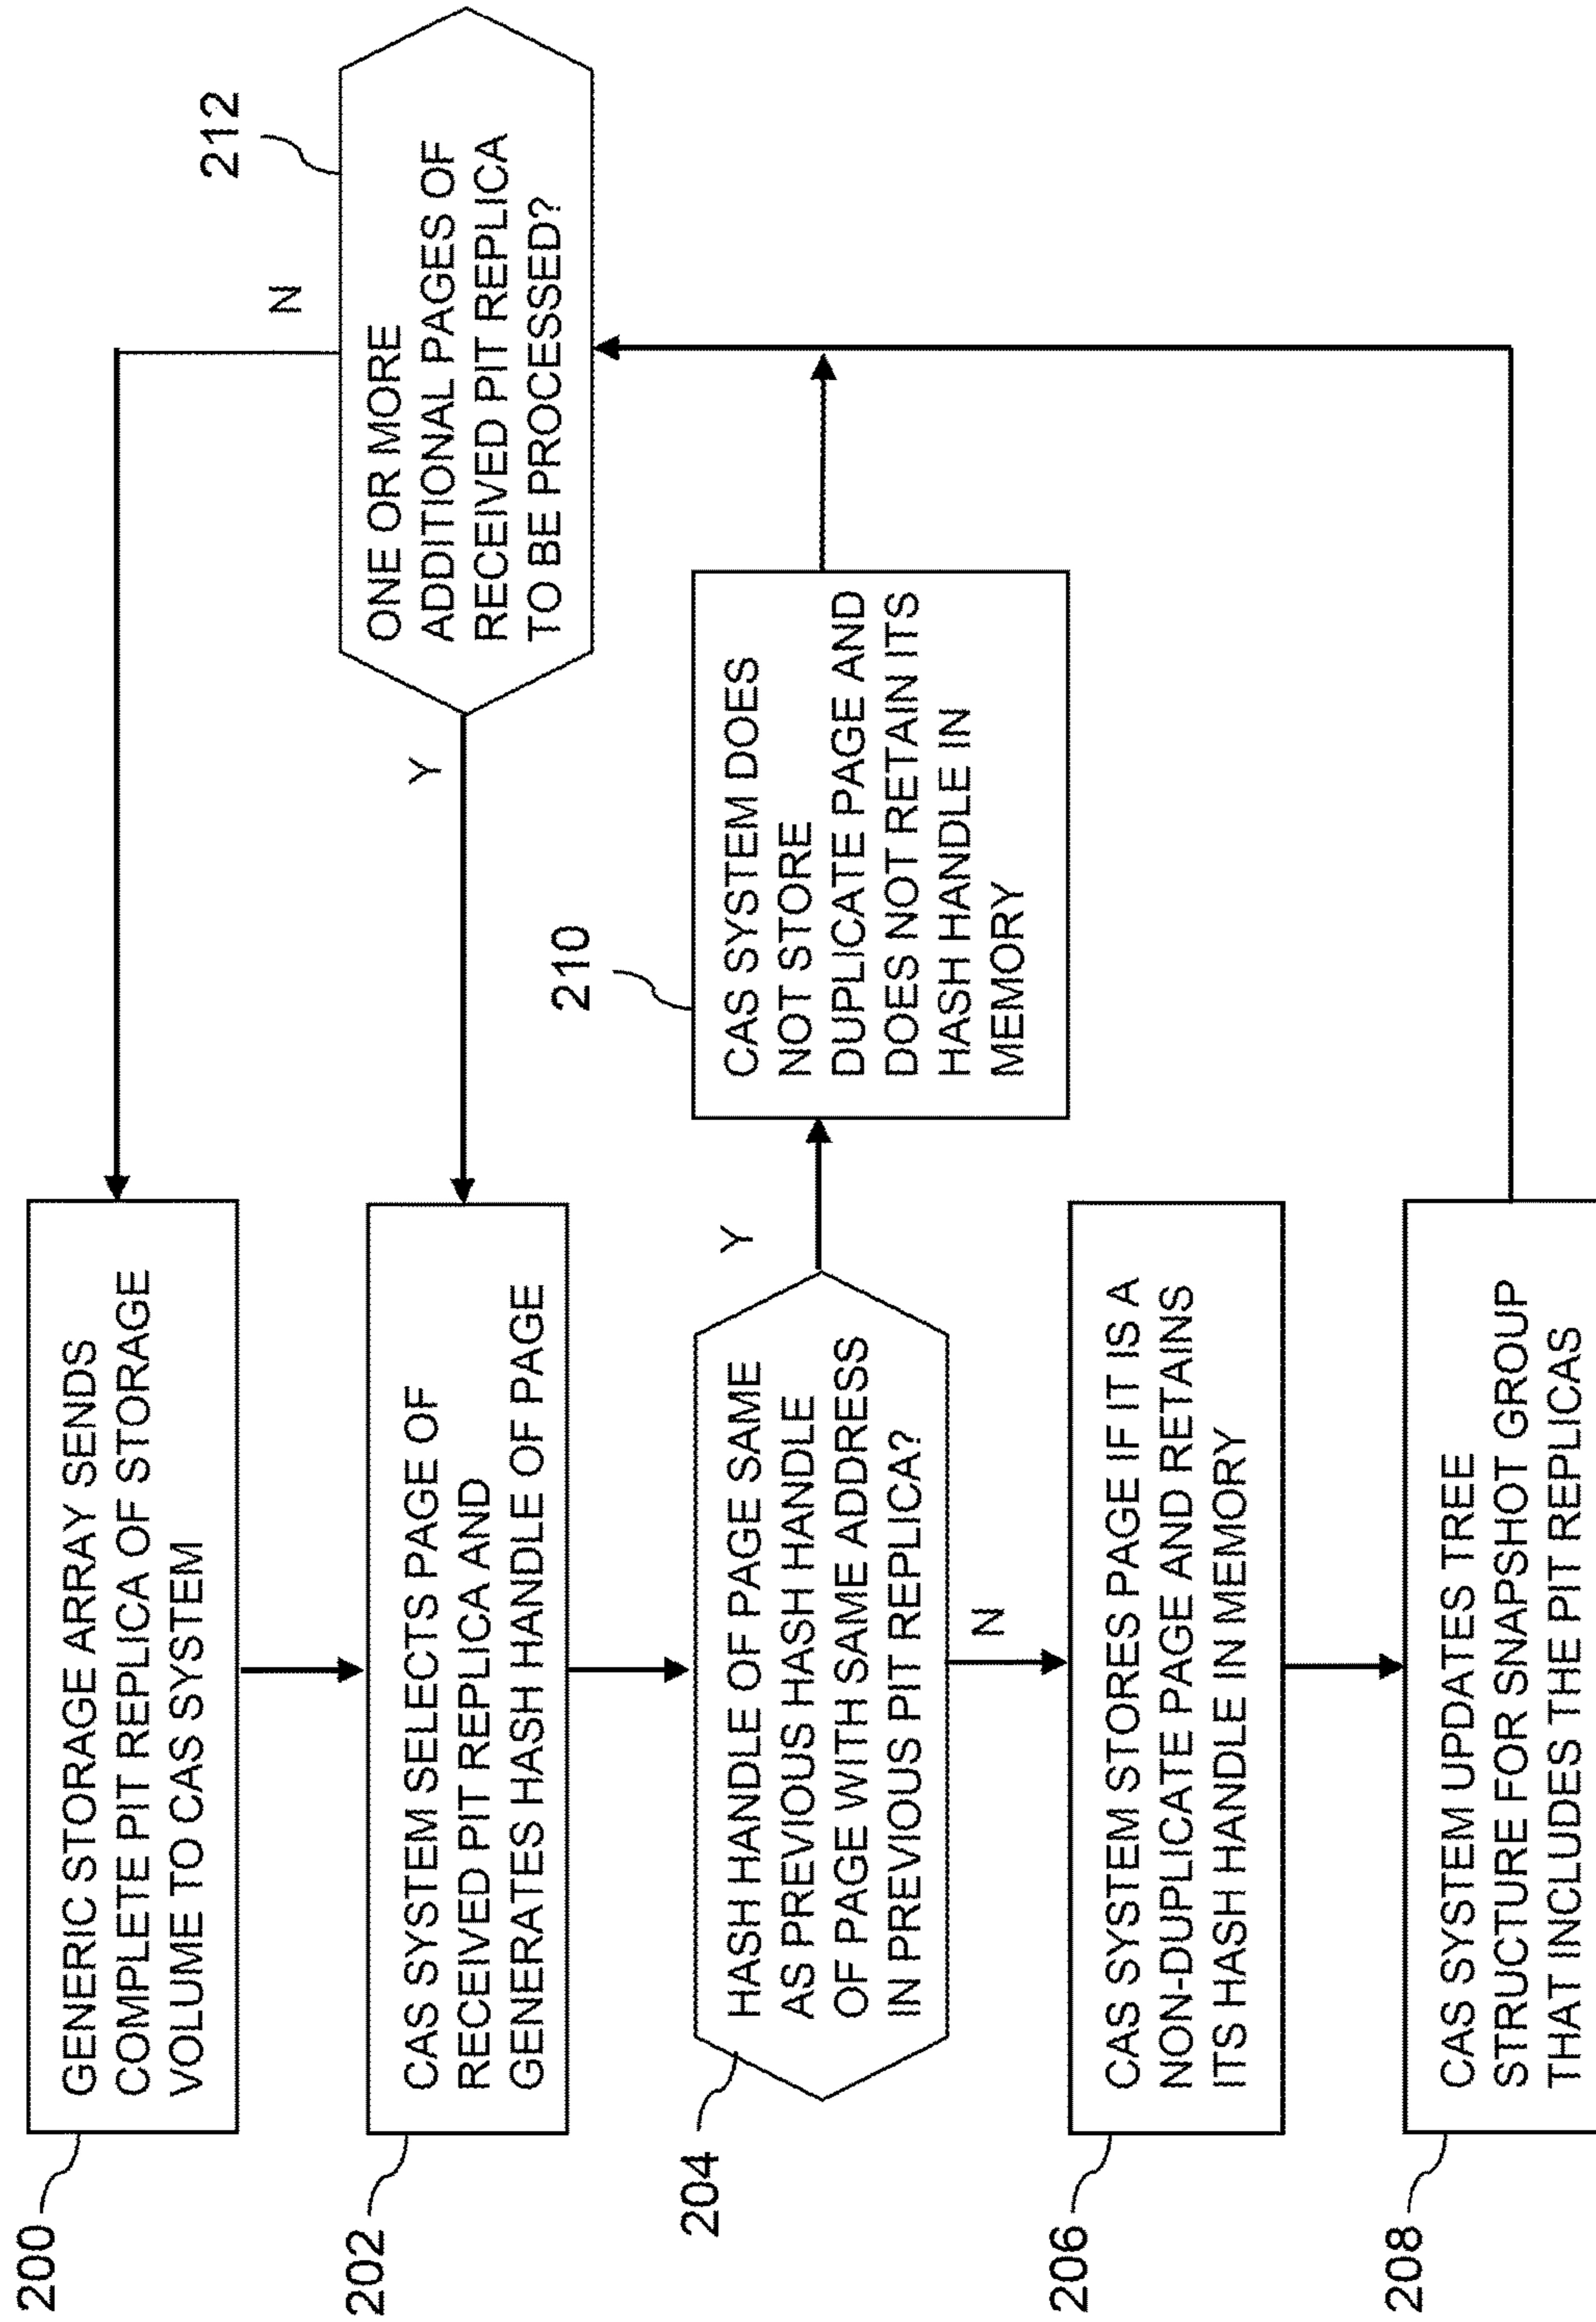 200
GENERIC STORAGE ARRAY SENDS
COMPLETE PIT REPLICA OF STORAGE
VOLUME TO CAS SYSTEM
202
CAS SYSTEM SELECTS PAGE OF
RECEIVED PIT REPLICA AND
GENERATES HASH HANDLE OF PAGE
204
HASH HANDLE OF PAGE SAME
AS PREVIOUS HASH HANDLE
OF PAGE WITH SAME ADDRESS
IN PREVIOUS PIT REPLICA?
Y
N
206
CAS SYSTEM STORES PAGE IF IT IS A
NON-DUPLICATE PAGE AND RETAINS
ITS HASH HANDLE IN MEMORY
208
CAS SYSTEM UPDATES TREE
STRUCTURE FOR SNAPSHOT GROUP
THAT INCLUDES THE PIT REPLICAS
210
CAS SYSTEM DOES
NOT STORE
DUPLICATE PAGE AND
DOES NOT RETAIN ITS
HASH HANDLE IN
MEMORY
212
ONE OR MORE
ADDITIONAL PAGES OF
RECEIVED PIT REPLICA
TO BE PROCESSED?
N
Y